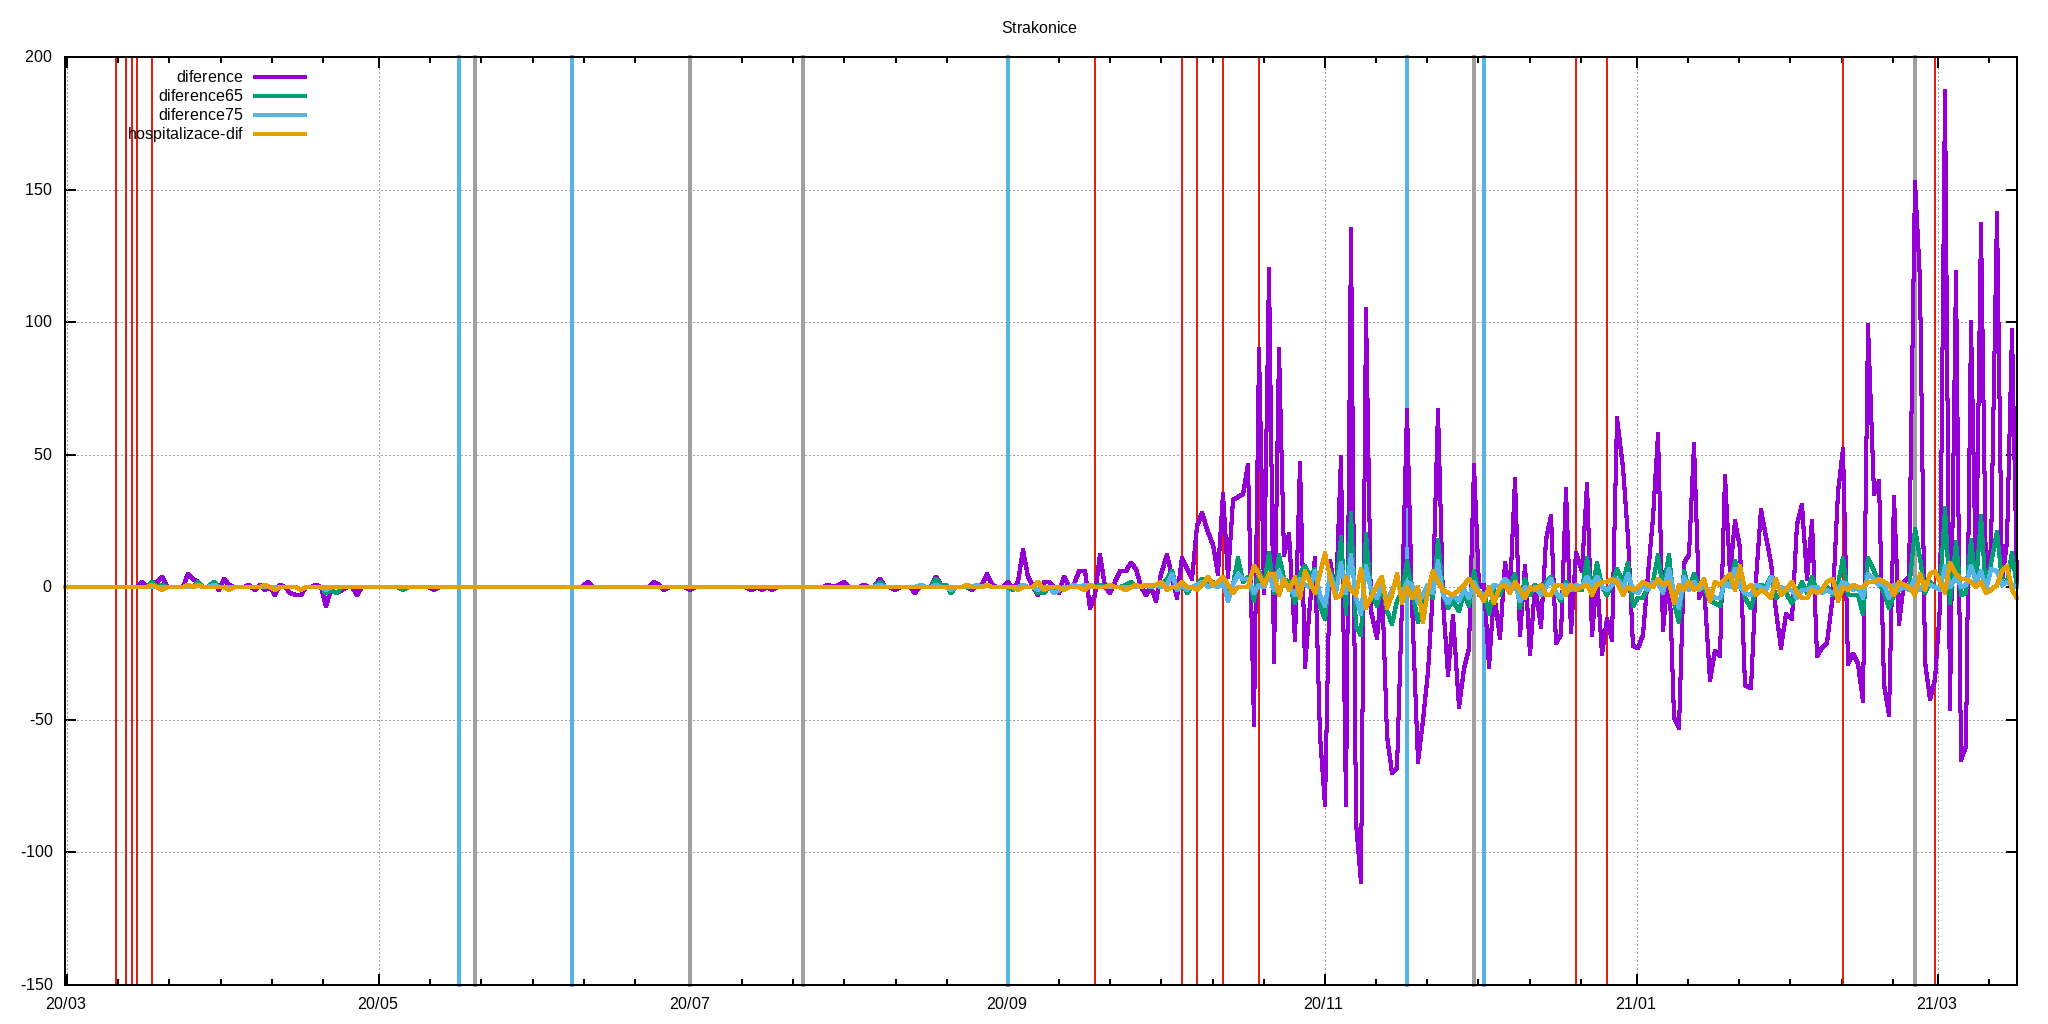 Strakonice
200
diference
diference65
diference75
hospitalizace-dif
150
100
50
0
-50
-100
-150
20/03 20/05 20/07 20/09 20/11 21/01 21/03